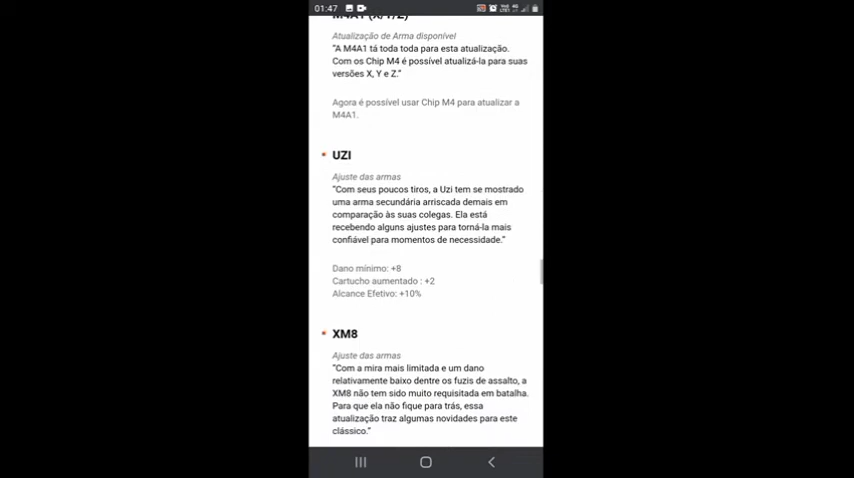 01:47
M4A1 (X/Y/Z)
Atualização de Arma disponível
“A M4A1 tá toda toda para esta atualização.
Com os Chip M4 é possível atualizá-la para suas
versões X, Y e Z.”
Agora é possível usar Chip M4 para atualizar a
M4A1.
UZI
Ajuste das armas
“Com seus poucos tiros, a Uzi tem se mostrado
uma arma secundária arriscada demais em
comparação às suas colegas. Ela está
recebendo alguns ajustes para torná-la mais
confiável para momentos de necessidade.”
Dano mínimo: +8
Cartucho aumentado : +2
Alcance Efetivo: +10%
XM8
Ajuste das armas
“Com a mira mais limitada e um dano
relativamente baixo dentre os fuzis de assalto, a
XM8 não tem sido muito requisitada em batalha.
Para que ela não fique para trás, essa
atualização traz algumas novidades para este
clássico.”